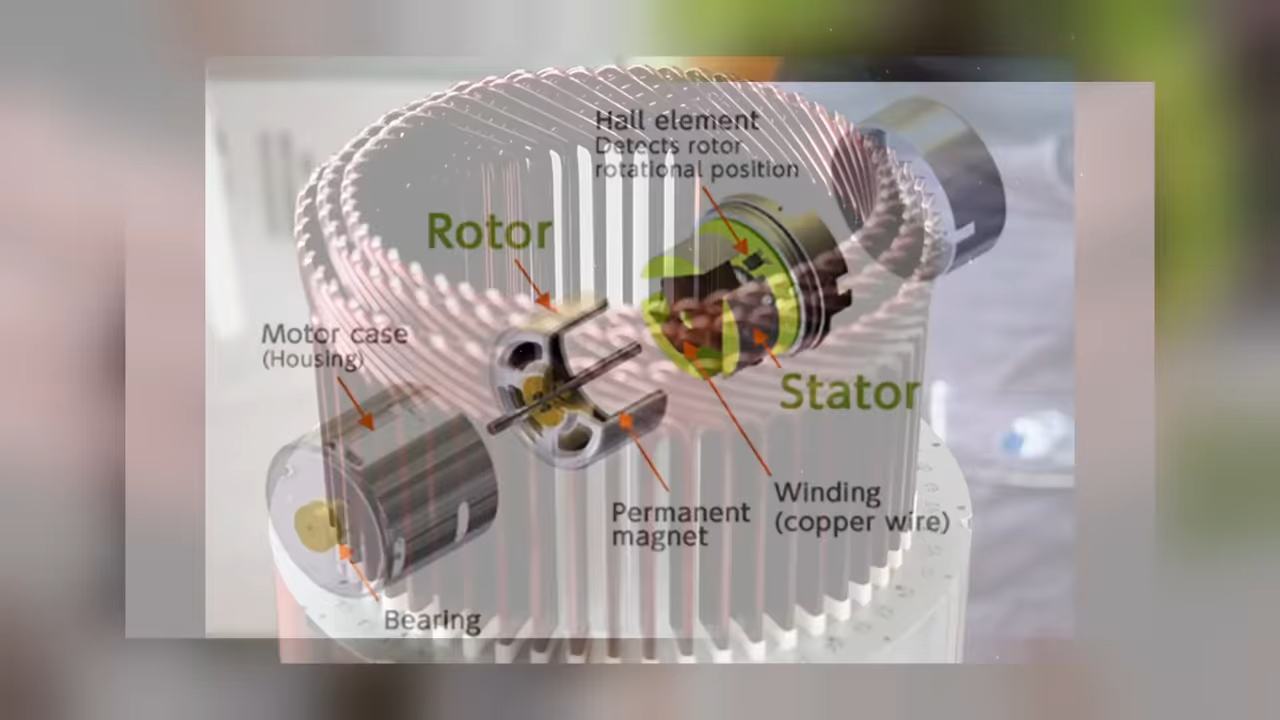 Hall element
Detects rotor
rotational position
Rotor
Motor case
(Housing)
Stator
Winding
(copper wire)
Permanent
magnet
Bearing